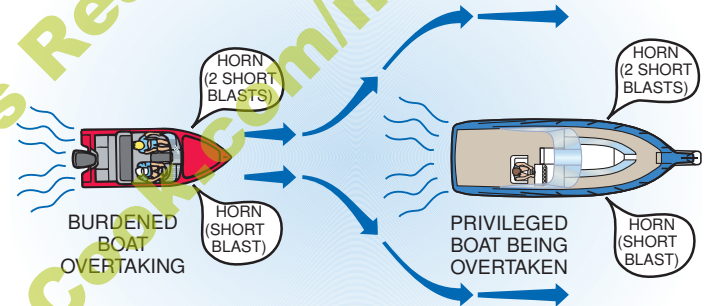 HORN
(2 SHORT
BLASTS)
HORN
(2 SHORT
BLASTS)
BURDENED
BOAT
OVERTAKING
HORN
(SHORT
BLAST)
PRIVILEGED
BOAT BEING
OVERTAKEN
HORN
(SHORT
BLAST)